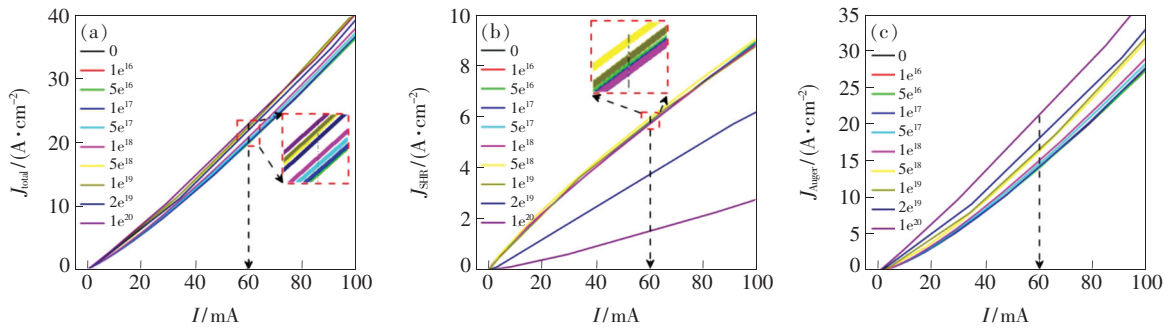 (a)
J_total/(A·cm⁻²)
40
30
20
10
0
0
1e¹⁶
5e¹⁶
1e¹⁷
5e¹⁷
1e¹⁸
5e¹⁸
1e¹⁹
2e¹⁹
1e²⁰
0 20 40 60 80 100
I/mA
(b)
J_SHR/(A·cm⁻²)
10
8
6
4
2
0
0
1e¹⁶
5e¹⁶
1e¹⁷
5e¹⁷
1e¹⁸
5e¹⁸
1e¹⁹
2e¹⁹
1e²⁰
0 20 40 60 80 100
I/mA
(c)
J_Auger/(A·cm⁻²)
35
30
25
20
15
10
5
0
0
1e¹⁶
5e¹⁶
1e¹⁷
5e¹⁷
1e¹⁸
5e¹⁸
1e¹⁹
2e¹⁹
1e²⁰
0 20 40 60 80 100
I/mA